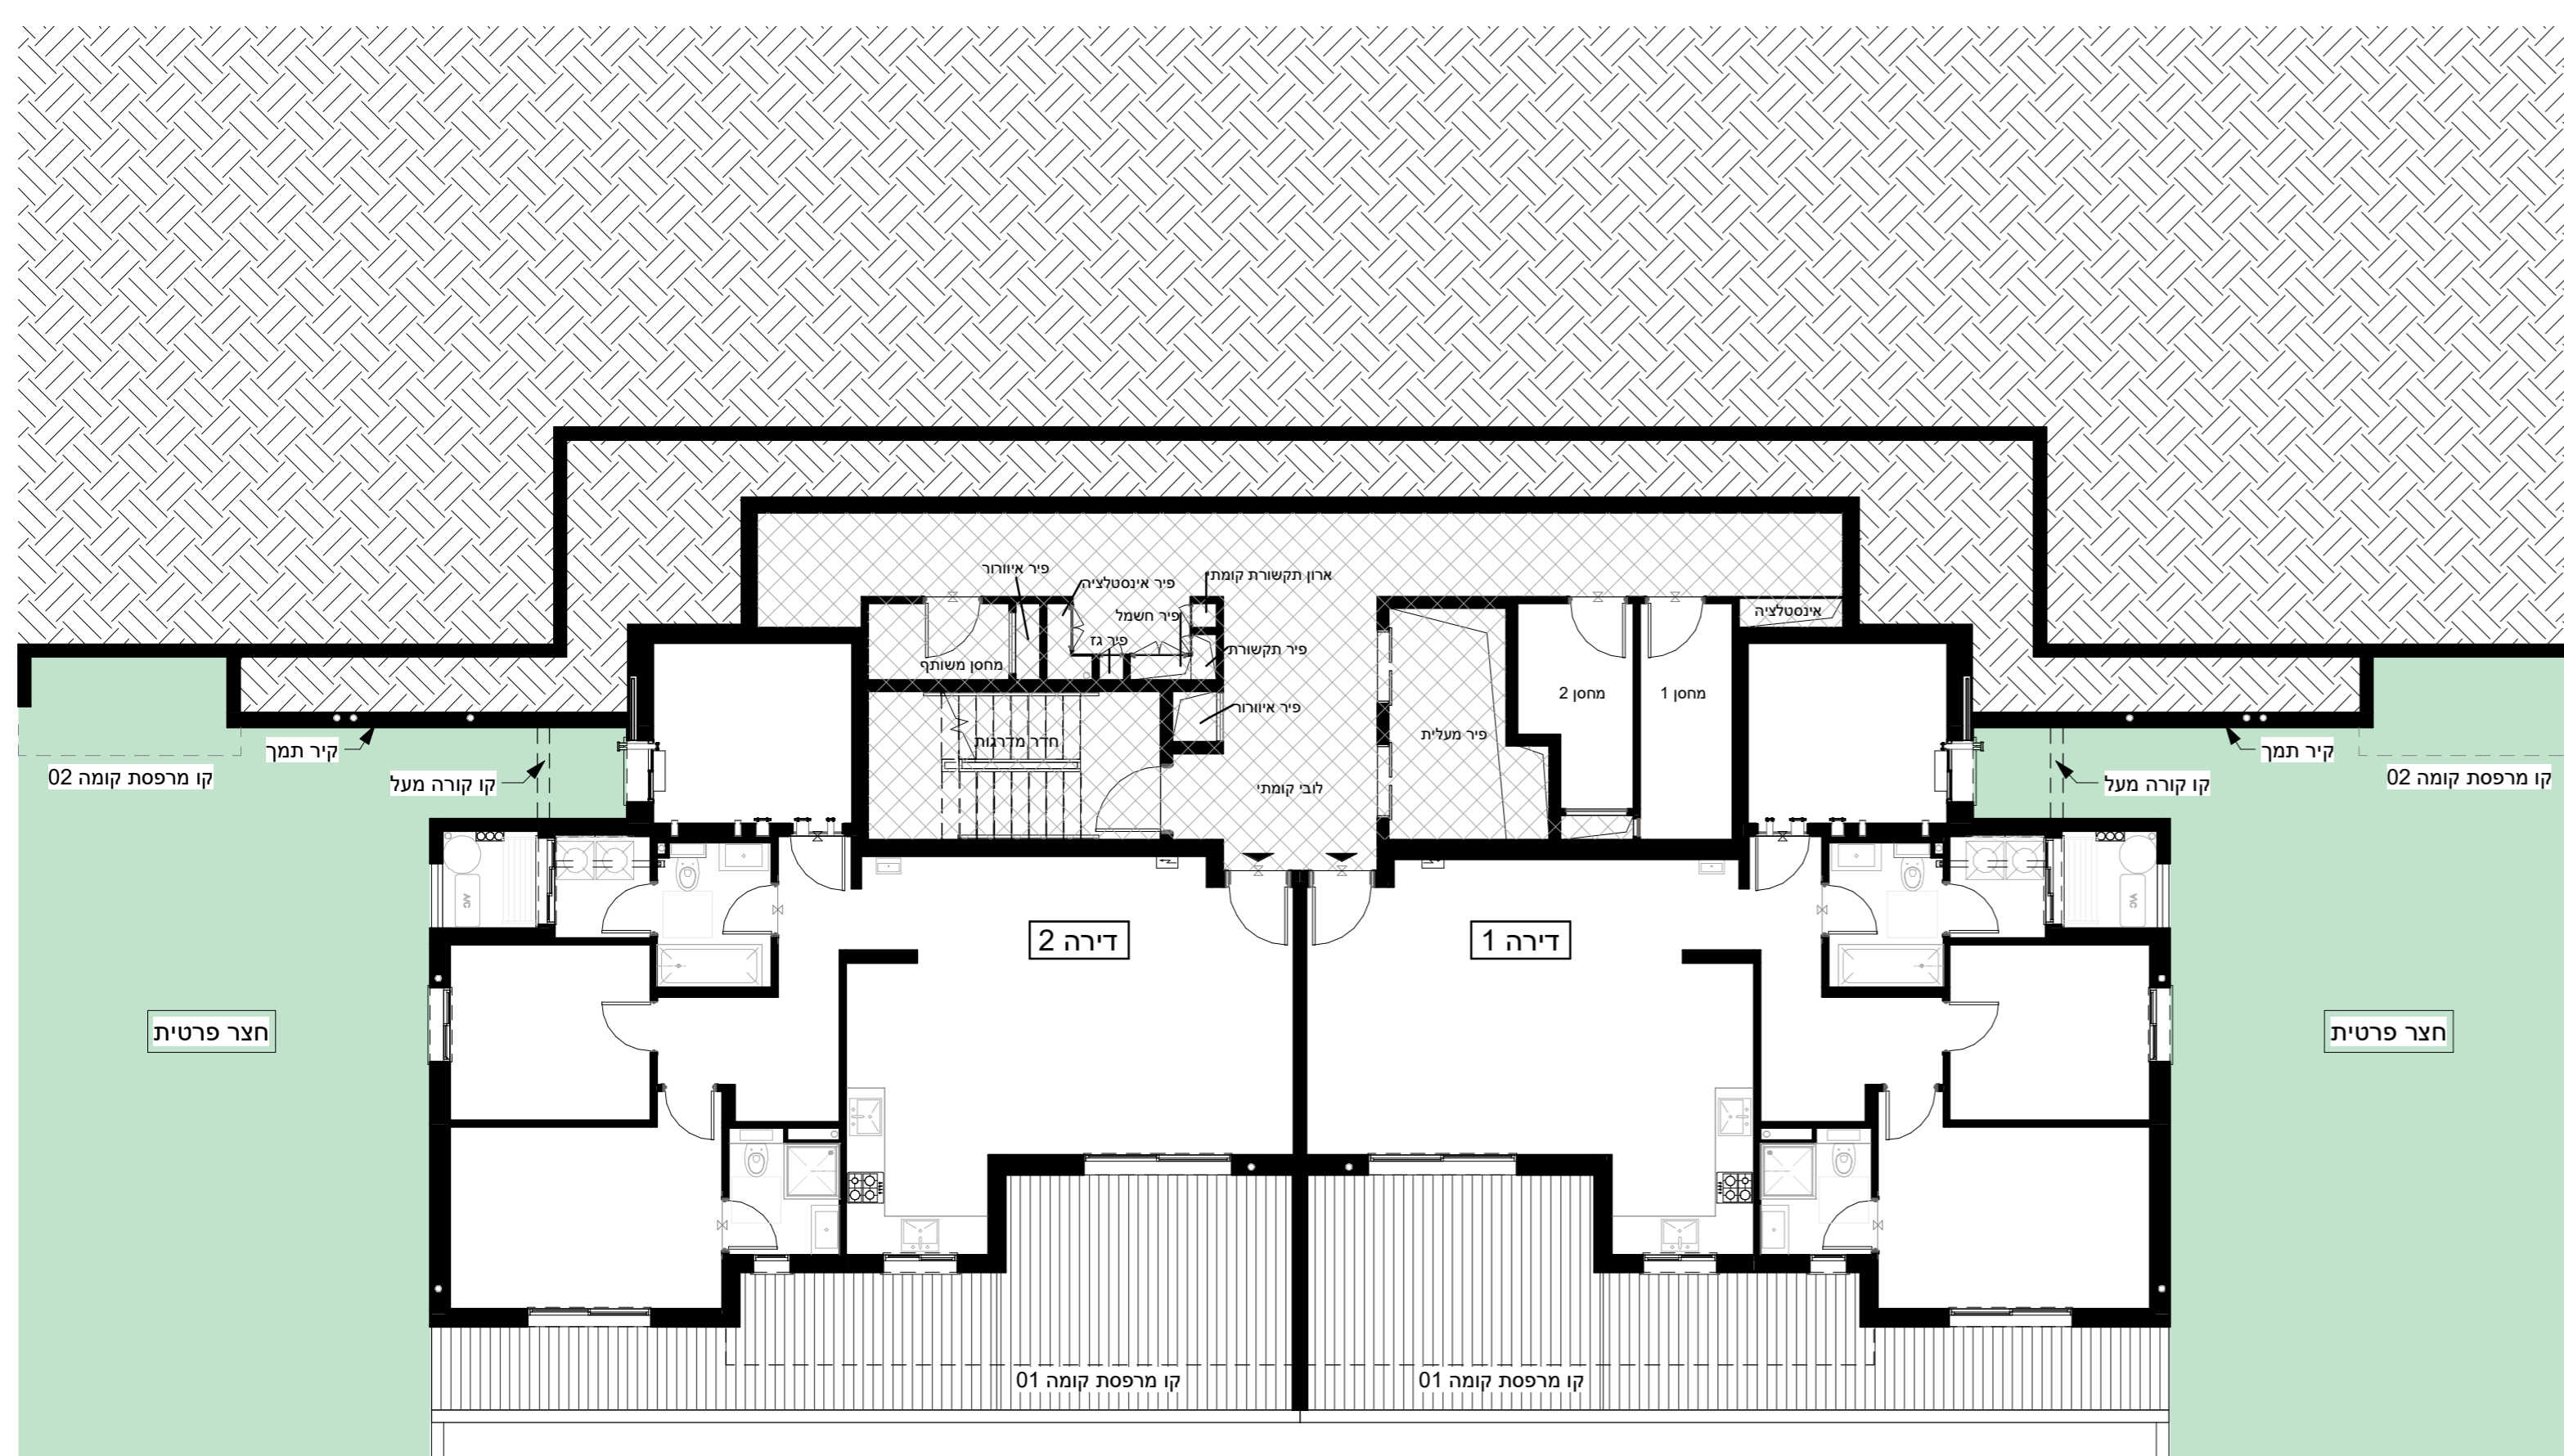 פיר איוורור
פיר אינסטלציה
ארון תקשורת קומתי
פיר חשמל
פיר גז
פיר תקשורת
מחסן משותף
אינסטלציה
מחסן 2
מחסן 1
פיר איוורור
פיר מעלית
חדר מדרגות
לובי קומתי
קיר תמך
קיר תמך
קו מרפסת קומה 02
קו קורה מעל
קו קורה מעל
קו מרפסת קומה 02
A/C
A/C
דירה 2
דירה 1
חצר פרטית
חצר פרטית
קו מרפסת קומה 01
קו מרפסת קומה 01